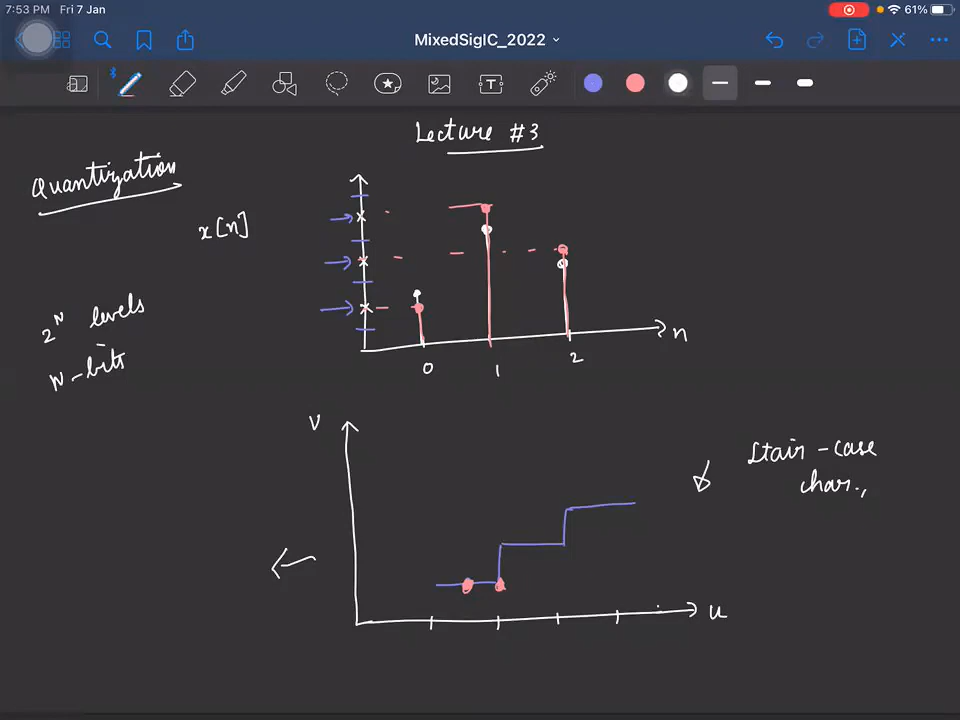 7:53 PM Fri 7 Jan
61%
MixedSigIC_2022
T
Lecture #3
Quantization
x[n]
2^N levels
N-bits
n
0
1
2
v
Stair-case
char.,
u